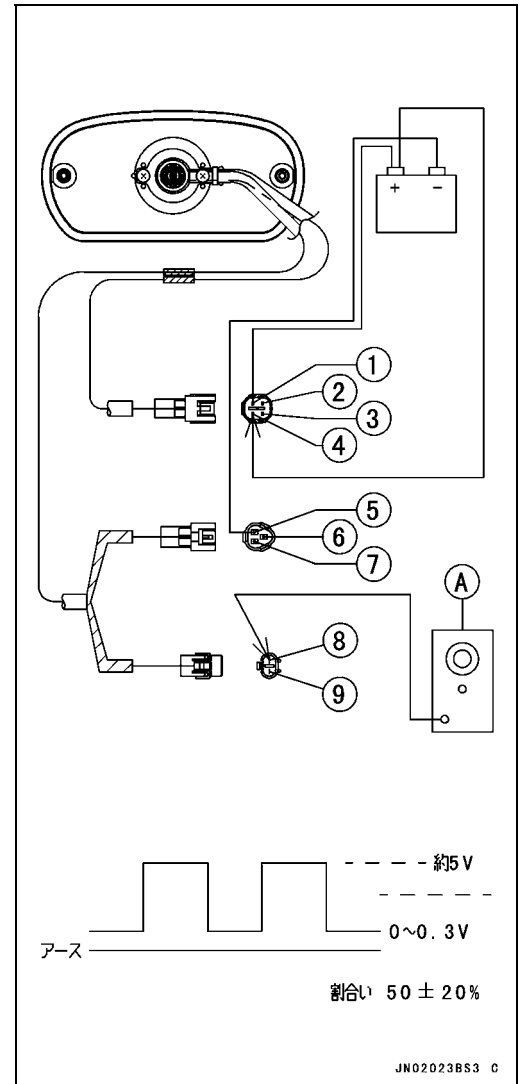 + −
①
②
③
④
⑤
⑥
⑦
⑧
⑨
Ⓐ
約5V
0~0.3V
アース
割合い 50±20%
JN02023BS3 C